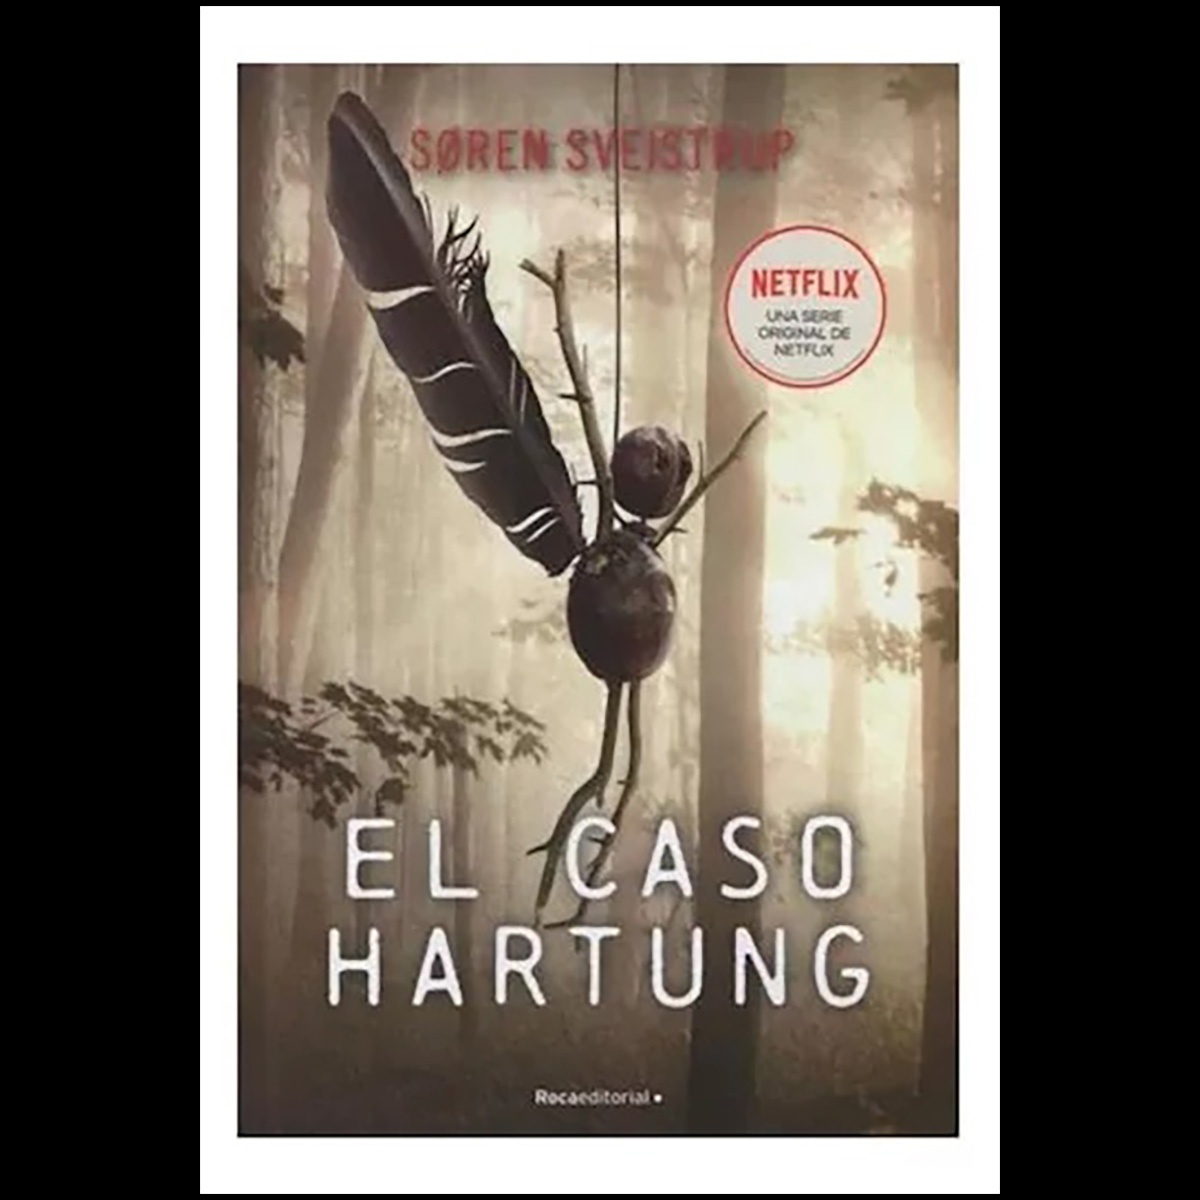 SØREN SVEISTRUP
NETFLIX
UNA SERIE
ORIGINAL DE
NETFLIX
EL CASO
HARTUNG
Rocaeditorial